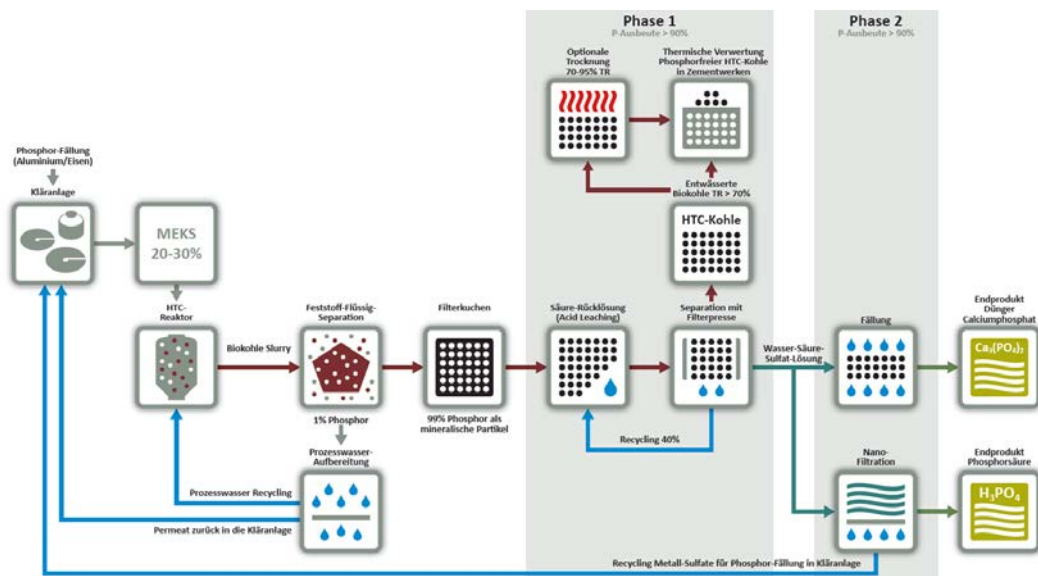 Phase 1
P-Ausbeute > 90%
Phase 2
P-Ausbeute > 90%
Optionale
Trocknung
70-95% TR
Thermische Verwertung
Phosphorfreier HTC-Kohle
in Zementwerken
Phosphor-Fällung
(Aluminium/Eisen)
Kläranlage
MEKS
20-30%
Entwässerte
Biokohle TR > 70%
HTC-Kohle
HTC-
Reaktor
Biokohle Slurry
Feststoff-Flüssig-
Separation
Filterkuchen
Säure-Rücklösung
(Acid Leaching)
Separation mit
Filterpresse
Wasser-Säure-
Sulfat-Lösung
Fällung
Endprodukt
Dünger
Calciumphosphat
Ca₃(PO₄)₂
1% Phosphor
99% Phosphor als
mineralische Partikel
Recycling 40%
Prozesswasser-
Aufbereitung
Prozesswasser Recycling
Permeat zurück in die Kläranlage
Nano-
Filtration
Endprodukt
Phosphorsäure
H₃PO₄
Recycling Metall-Sulfate für Phosphor-Fällung in Kläranlage